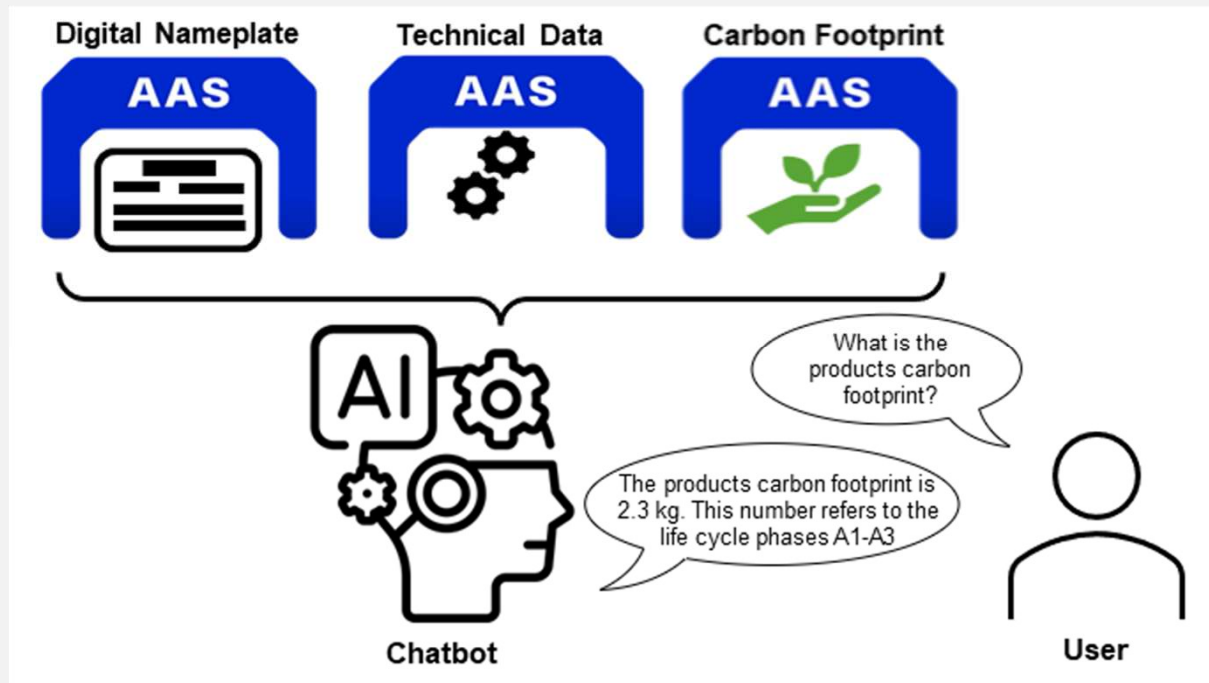 Digital Nameplate
Technical Data
Carbon Footprint
AAS
AAS
AAS
AI
What is the
products carbon
footprint?
The products carbon footprint is
2.3 kg. This number refers to the
life cycle phases A1-A3
Chatbot
User